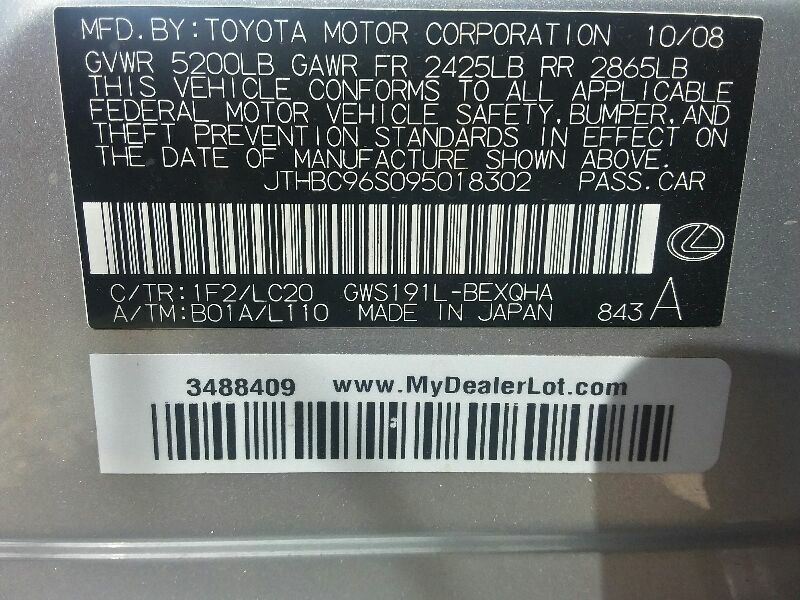 MFD. BY: TOYOTA MOTOR CORPORATION 10/08
GVWR 5200LB GAWR FR 2425LB RR 2865LB
THIS VEHICLE CONFORMS TO ALL APPLICABLE
FEDERAL MOTOR VEHICLE SAFETY, BUMPER, AND
THEFT PREVENTION STANDARDS IN EFFECT ON
THE DATE OF MANUFACTURE SHOWN ABOVE.
JTHBC96S095018302 PASS. CAR
C/TR: 1F2/LC20 GWS191L-BEXQHA
A/TM: B01A/L110 MADE IN JAPAN 843 A
3488409 www.MyDealerLot.com